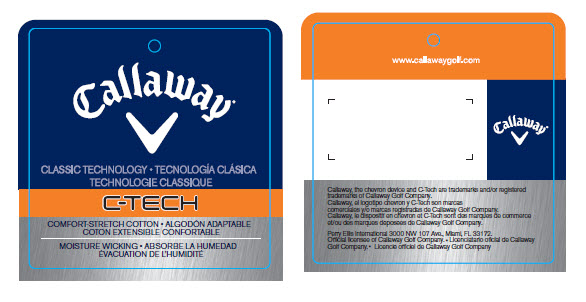 Callaway
CLASSIC TECHNOLOGY • TECNOLOGÍA CLÁSICA
TECHNOLOGIE CLASSIQUE
C-TECH
COMFORT-STRETCH COTTON • ALGODÓN ADAPTABLE
COTON EXTENSIBLE CONFORTABLE
MOISTURE WICKING • ABSORBE LA HUMEDAD
ÉVACUATION DE L'HUMIDITÉ
www.callawaygolf.com
Callaway
Callaway, the chevron device and C-Tech are trademarks and/or registered
trademarks of Callaway Golf Company.
Callaway, el logotipo chevron y C-Tech son marcas
comerciales y/o marcas registradas de Callaway Golf Company.
Callaway, le dispositif en chevron et C-Tech sont des marques de commerce
et/ou des marques déposées de Callaway Golf Company.
Perry Ellis International 3000 NW 107 Ave., Miami, FL 33172.
Official licensee of Callaway Golf Company. • Licenciatario oficial de Callaway
Golf Company. • Licencié officiel de Callaway Golf Company